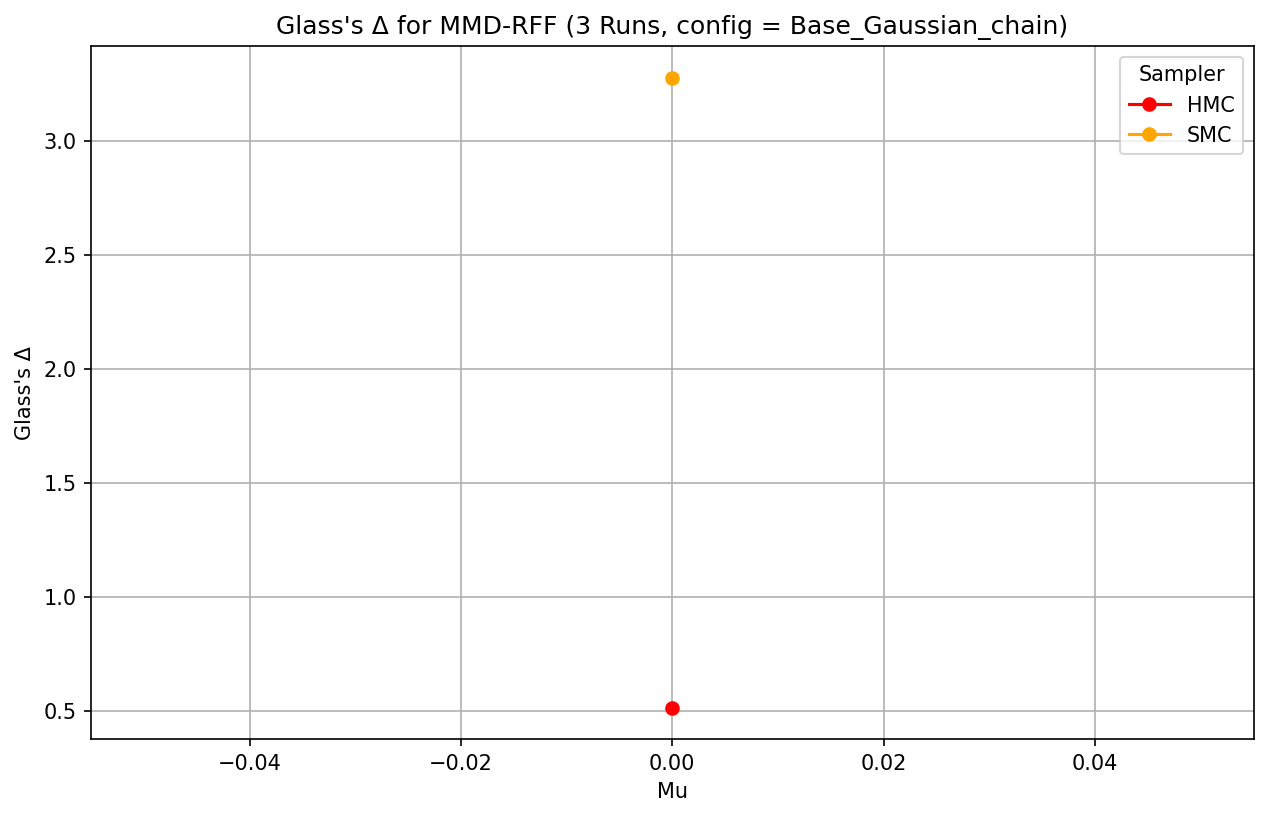 Glass's Δ for MMD-RFF (3 Runs, config = Base_Gaussian_chain)
Sampler
HMC
SMC
3.0
2.5
2.0
1.5
1.0
0.5
Glass's Δ
−0.04
−0.02
0.00
0.02
0.04
Mu